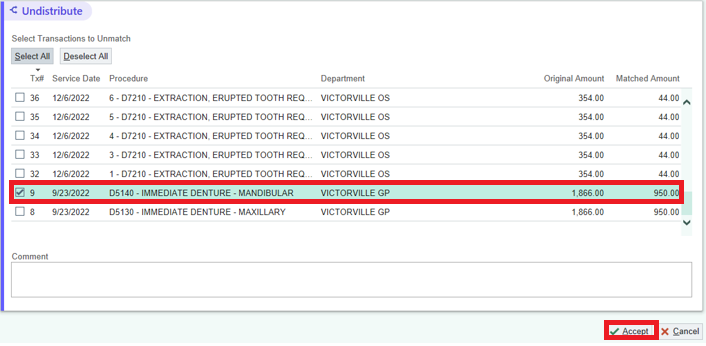 Undistribute
Select Transactions to Unmatch
Select All Deselect All
Tx# Service Date Procedure Department Original Amount Matched Amount
36 12/6/2022 6 - D7210 - EXTRACTION, ERUPTED TOOTH REQ... VICTORVILLE OS 354.00 44.00
35 12/6/2022 5 - D7210 - EXTRACTION, ERUPTED TOOTH REQ... VICTORVILLE OS 354.00 44.00
34 12/6/2022 4 - D7210 - EXTRACTION, ERUPTED TOOTH REQ... VICTORVILLE OS 354.00 44.00
33 12/6/2022 3 - D7210 - EXTRACTION, ERUPTED TOOTH REQ... VICTORVILLE OS 354.00 44.00
32 12/6/2022 1 - D7210 - EXTRACTION, ERUPTED TOOTH REQ... VICTORVILLE OS 354.00 44.00
9 9/23/2022 D5140 - IMMEDIATE DENTURE - MANDIBULAR VICTORVILLE GP 1,866.00 950.00
8 9/23/2022 D5130 - IMMEDIATE DENTURE - MAXILLARY VICTORVILLE GP 1,866.00 950.00
Comment
Accept Cancel